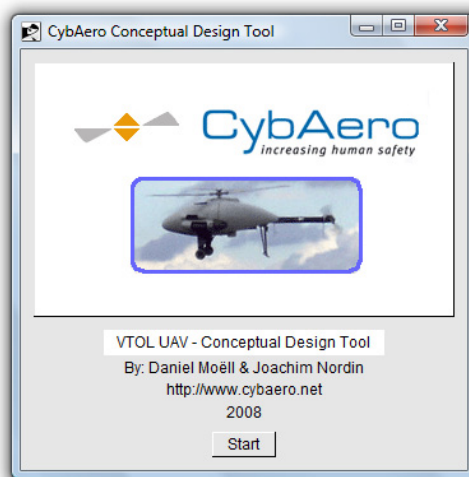 CybAero Conceptual Design Tool
CybAero
increasing human safety
VTOL UAV - Conceptual Design Tool
By: Daniel Moëll & Joachim Nordin
http://www.cybaero.net
2008
Start